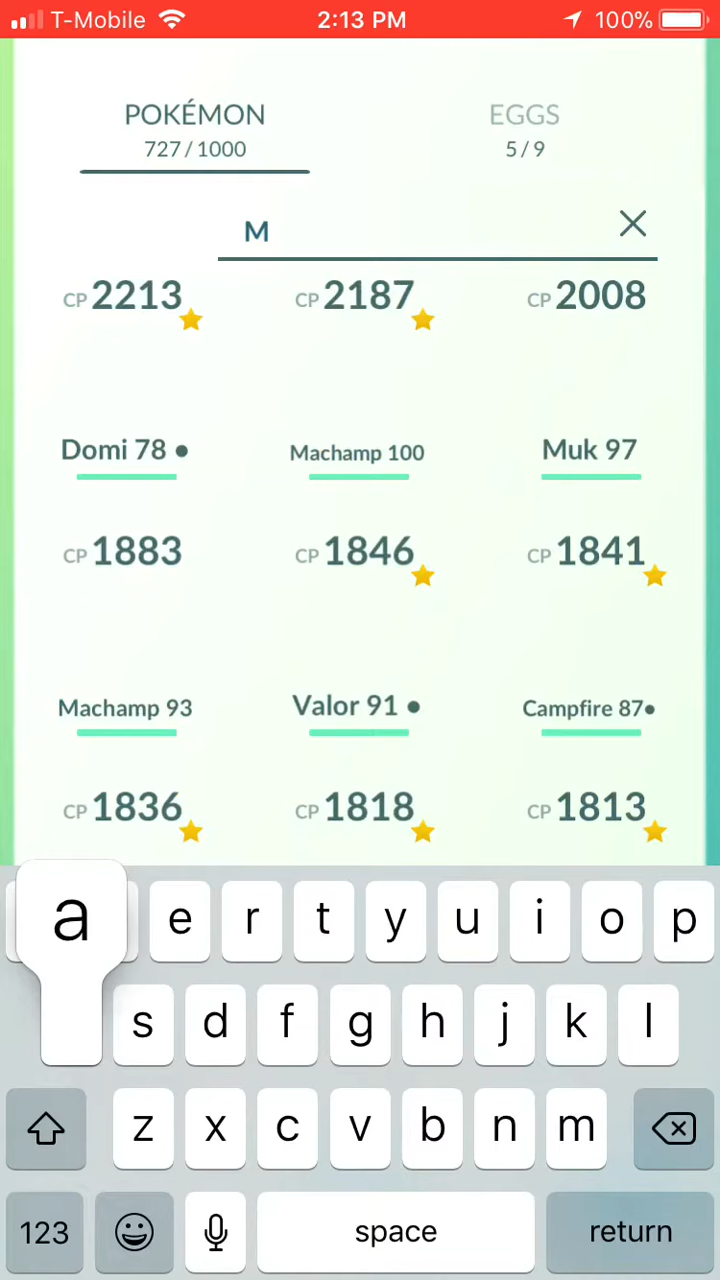 T-Mobile 2:13 PM 100%
POKÉMON EGGS
727 / 1000 5 / 9
M
CP 2213 CP 2187 CP 2008
Domi 78 ● Machamp 100 Muk 97
CP 1883 CP 1846 CP 1841
Machamp 93 Valor 91 ● Campfire 87●
CP 1836 CP 1818 CP 1813
a e r t y u i o p
s d f g h j k l
z x c v b n m
123 space return